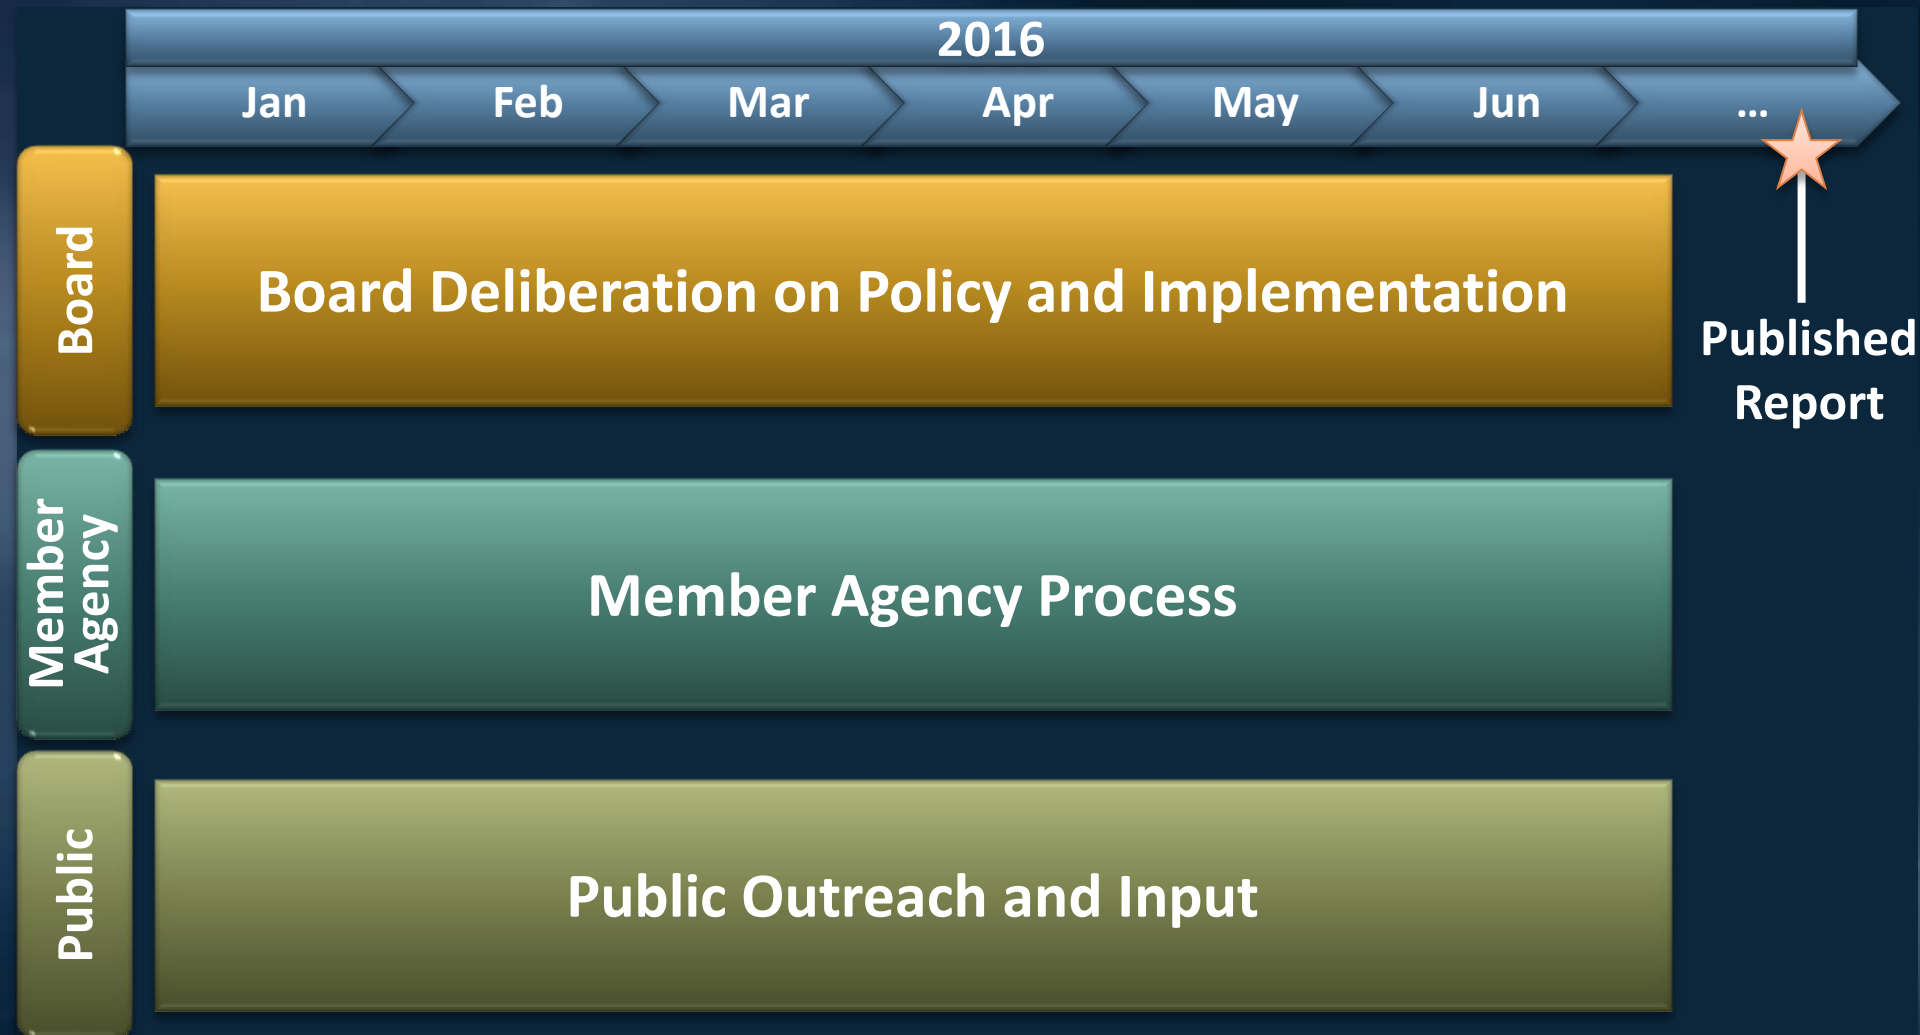 2016
Jan Feb Mar Apr May Jun ...
Board
Board Deliberation on Policy and Implementation
Published
Report
Member
Agency
Member Agency Process
Public
Public Outreach and Input